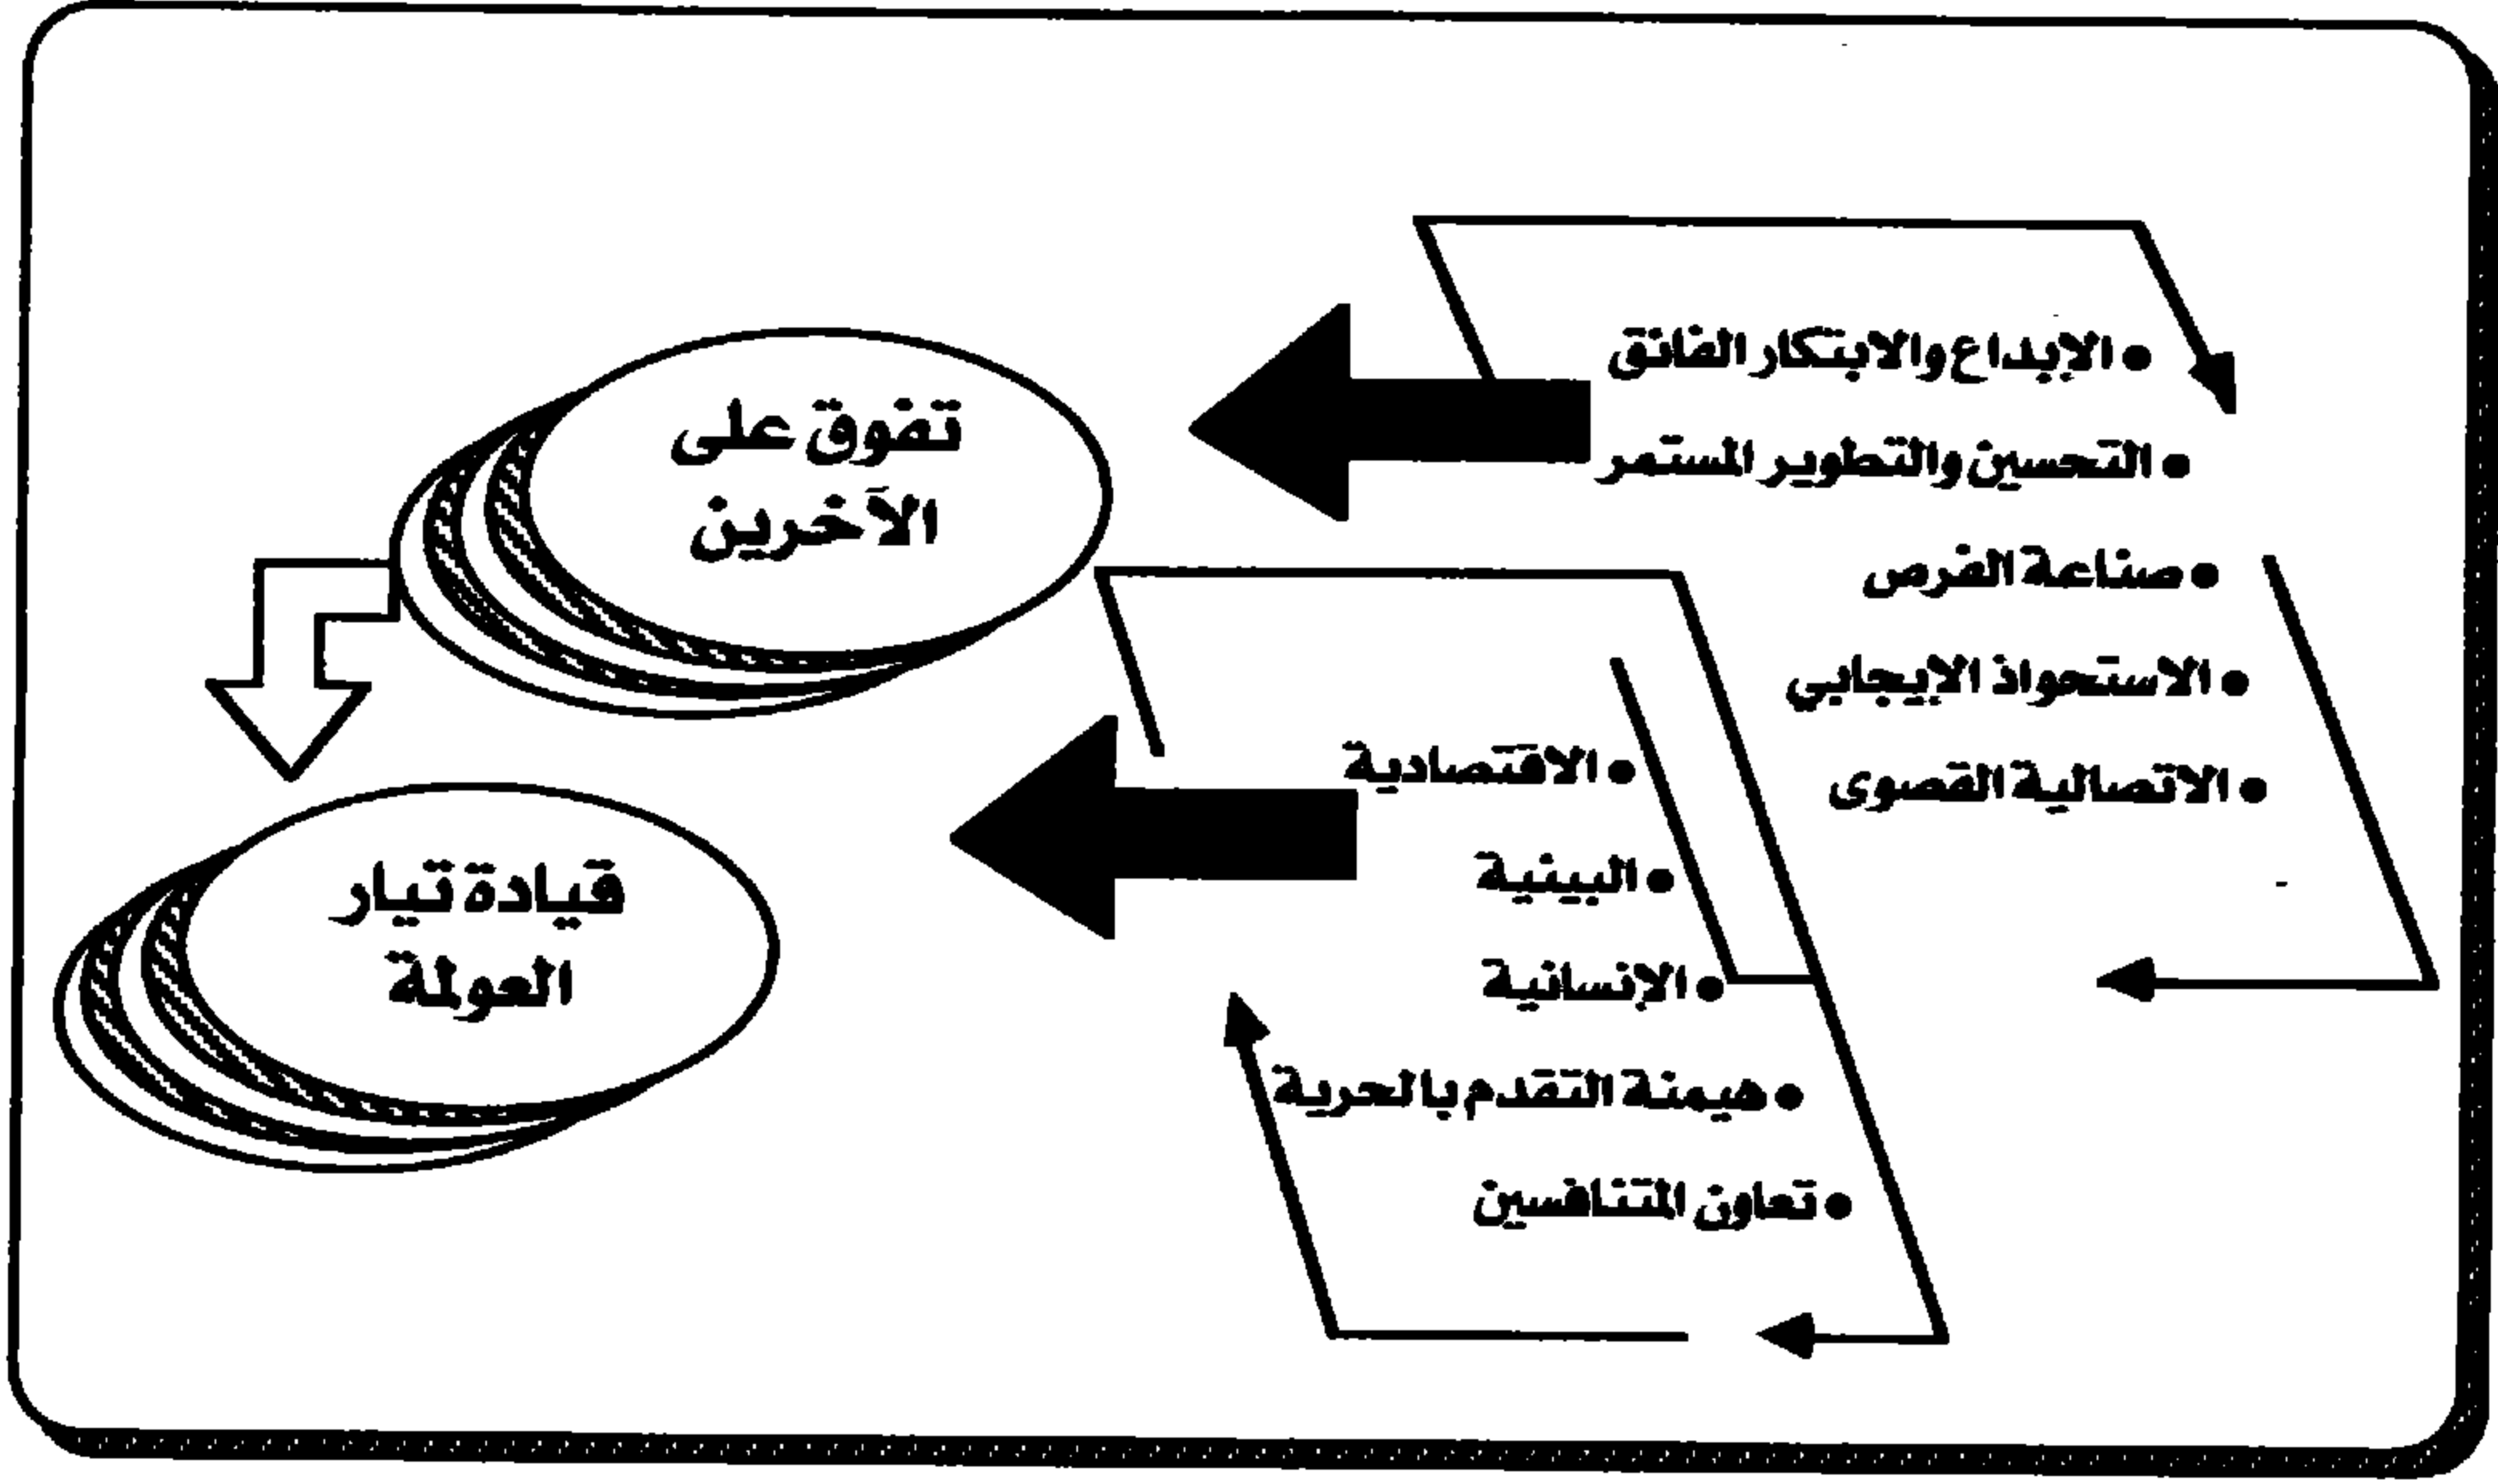 • الإبداع والابتكار الفائق
• التحسين والتطوير المستمر
• صناعة الفرص
• الاستحواذ الإيجابي
• الاتصالية القصوى
تفوق على
الآخرين
• الاقتصادية
• البيئية
• الإنسانية
• هيمنة التقدم بالحرية
• تعاون المتنافسين
قيادة تيار
العولمة